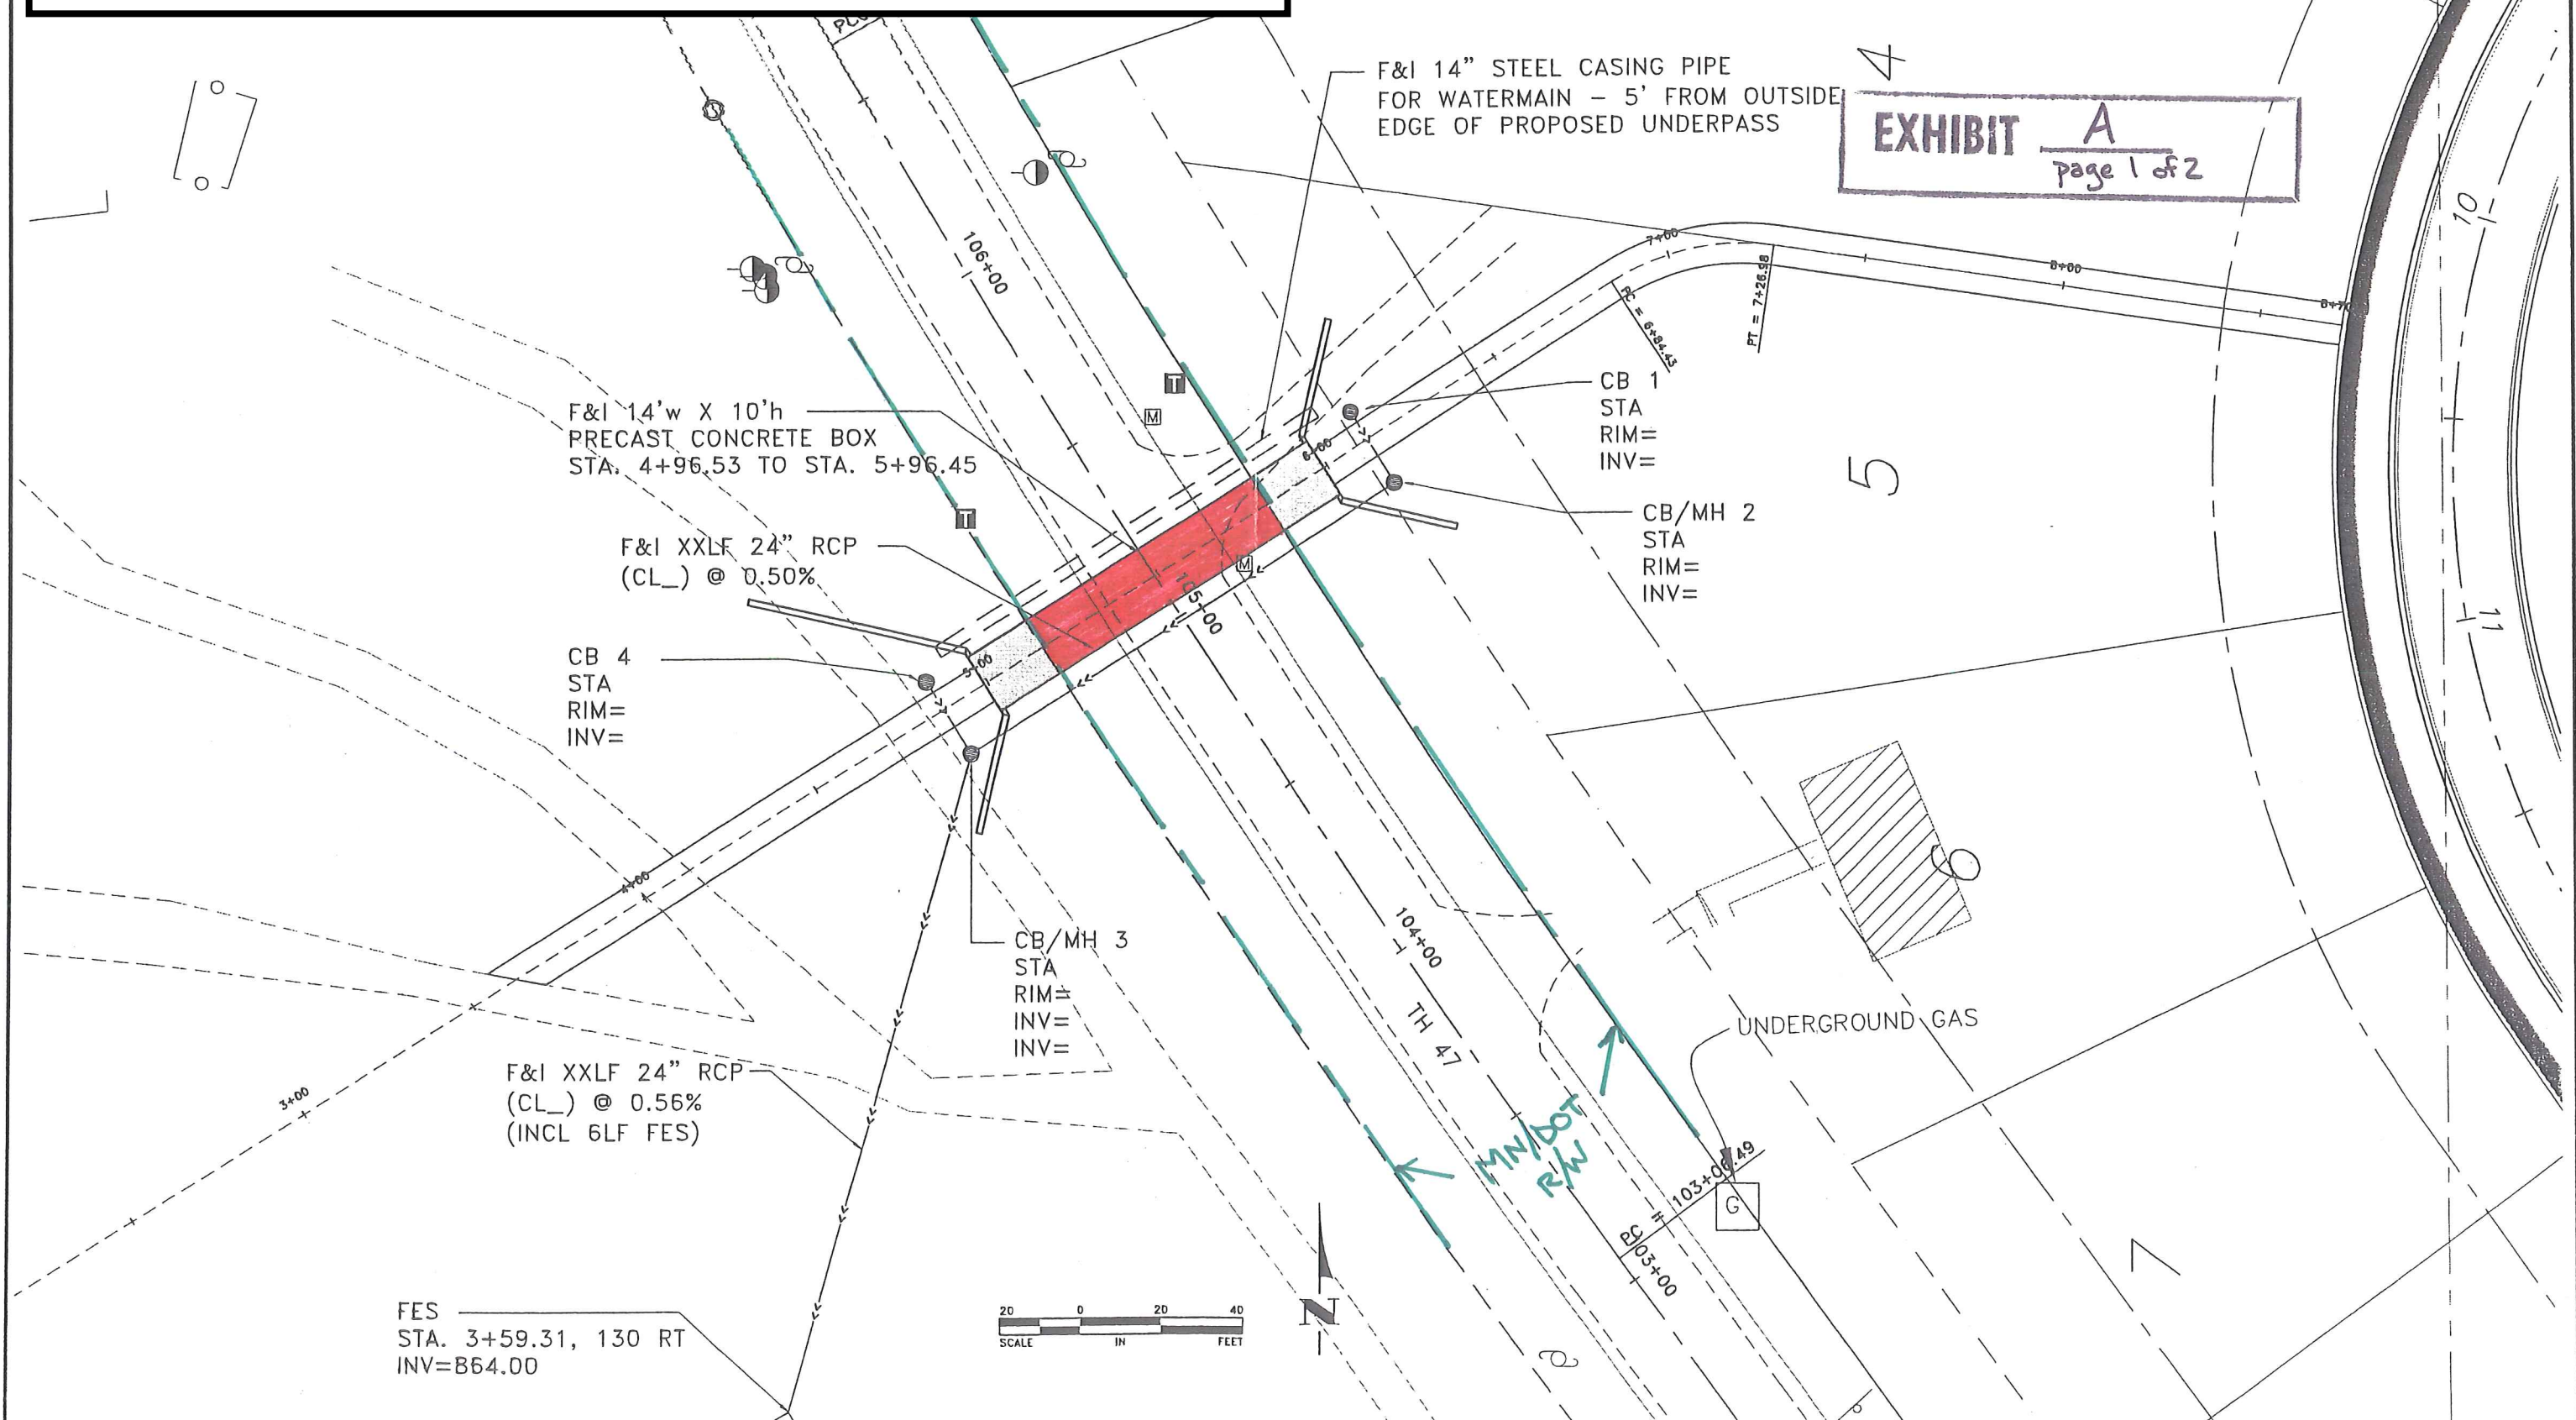 F&I 14" STEEL CASING PIPE
FOR WATERMAIN – 5' FROM OUTSIDE
EDGE OF PROPOSED UNDERPASS
4
EXHIBIT A
page 1 of 2
10
106+00
7+00
8+00
PC = 6+84.43
PT = 7+26.98
F&I 14'w X 10'h
PRECAST CONCRETE BOX
STA. 4+96.53 TO STA. 5+96.45
T
M
CB 1
STA
RIM=
INV=
6+00
5
CB/MH 2
STA
RIM=
INV=
T
F&I XXLF 24" RCP
(CL_) @ 0.50%
M
105+00
11
CB 4
STA
RIM=
INV=
5+00
6
4+00
104+00
CB/MH 3
STA
RIM=
INV=
INV=
TH 47
UNDERGROUND GAS
3+00
F&I XXLF 24" RCP
(CL_) @ 0.56%
(INCL 6LF FES)
MN/DOT
R/W
G
103+00
7
FES
STA. 3+59.31, 130 RT
INV=864.00
20 0 20 40
SCALE IN FEET
N